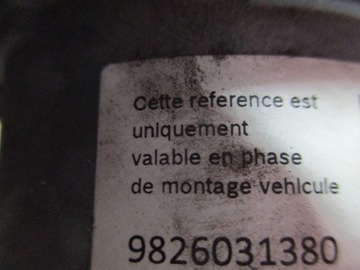 Cette reference est
uniquement
valable en phase
de montage vehicule
9826031380